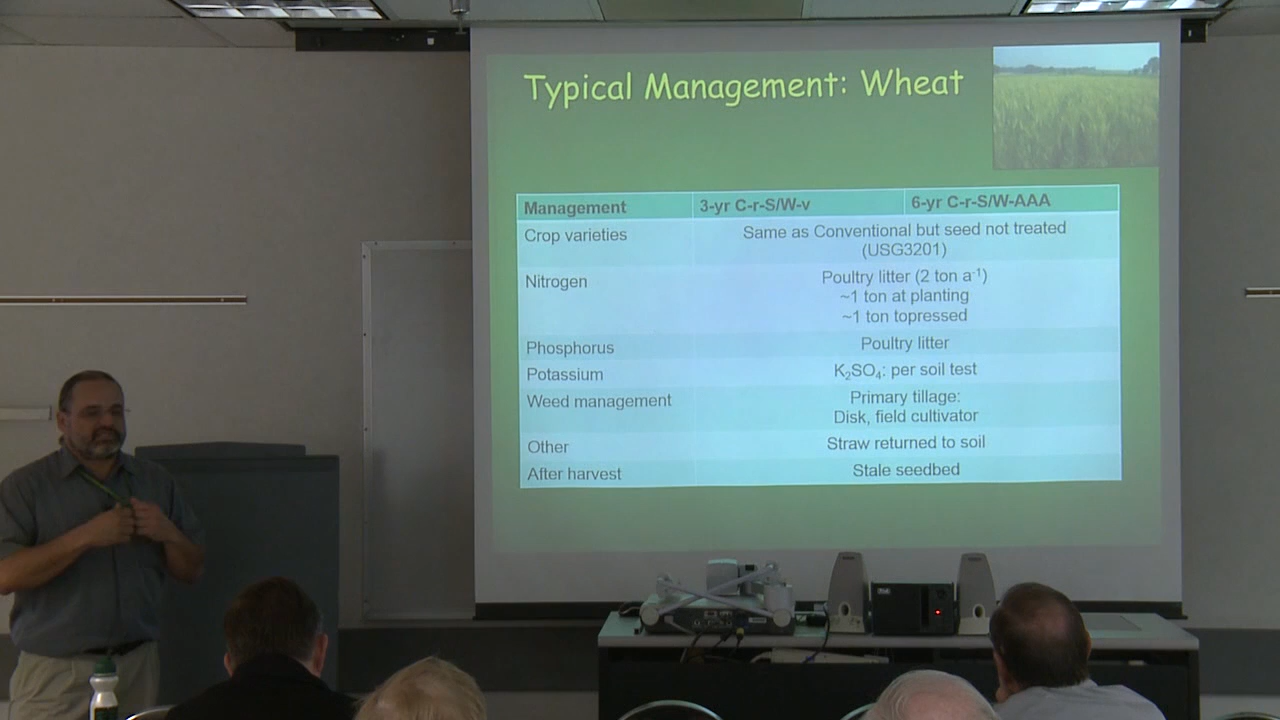 Typical Management: Wheat
Management 3-yr C-r-S/W-v 6-yr C-r-S/W-AAA
Crop varieties Same as Conventional but seed not treated
(USG3201)
Nitrogen Poultry litter (2 ton a⁻¹)
~1 ton at planting
~1 ton topressed
Phosphorus Poultry litter
Potassium K₂SO₄: per soil test
Weed management Primary tillage:
Disk, field cultivator
Other Straw returned to soil
After harvest Stale seedbed